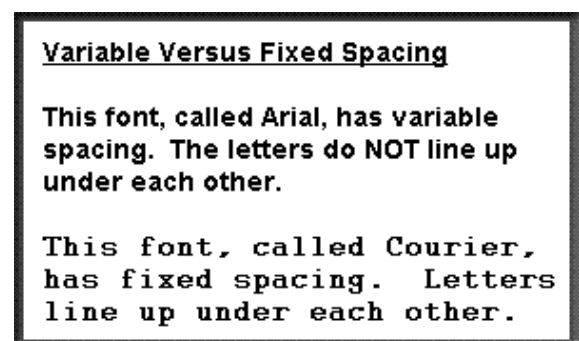 Variable Versus Fixed Spacing
This font, called Arial, has variable
spacing.  The letters do NOT line up
under each other.
This font, called Courier,
has fixed spacing.  Letters
line up under each other.